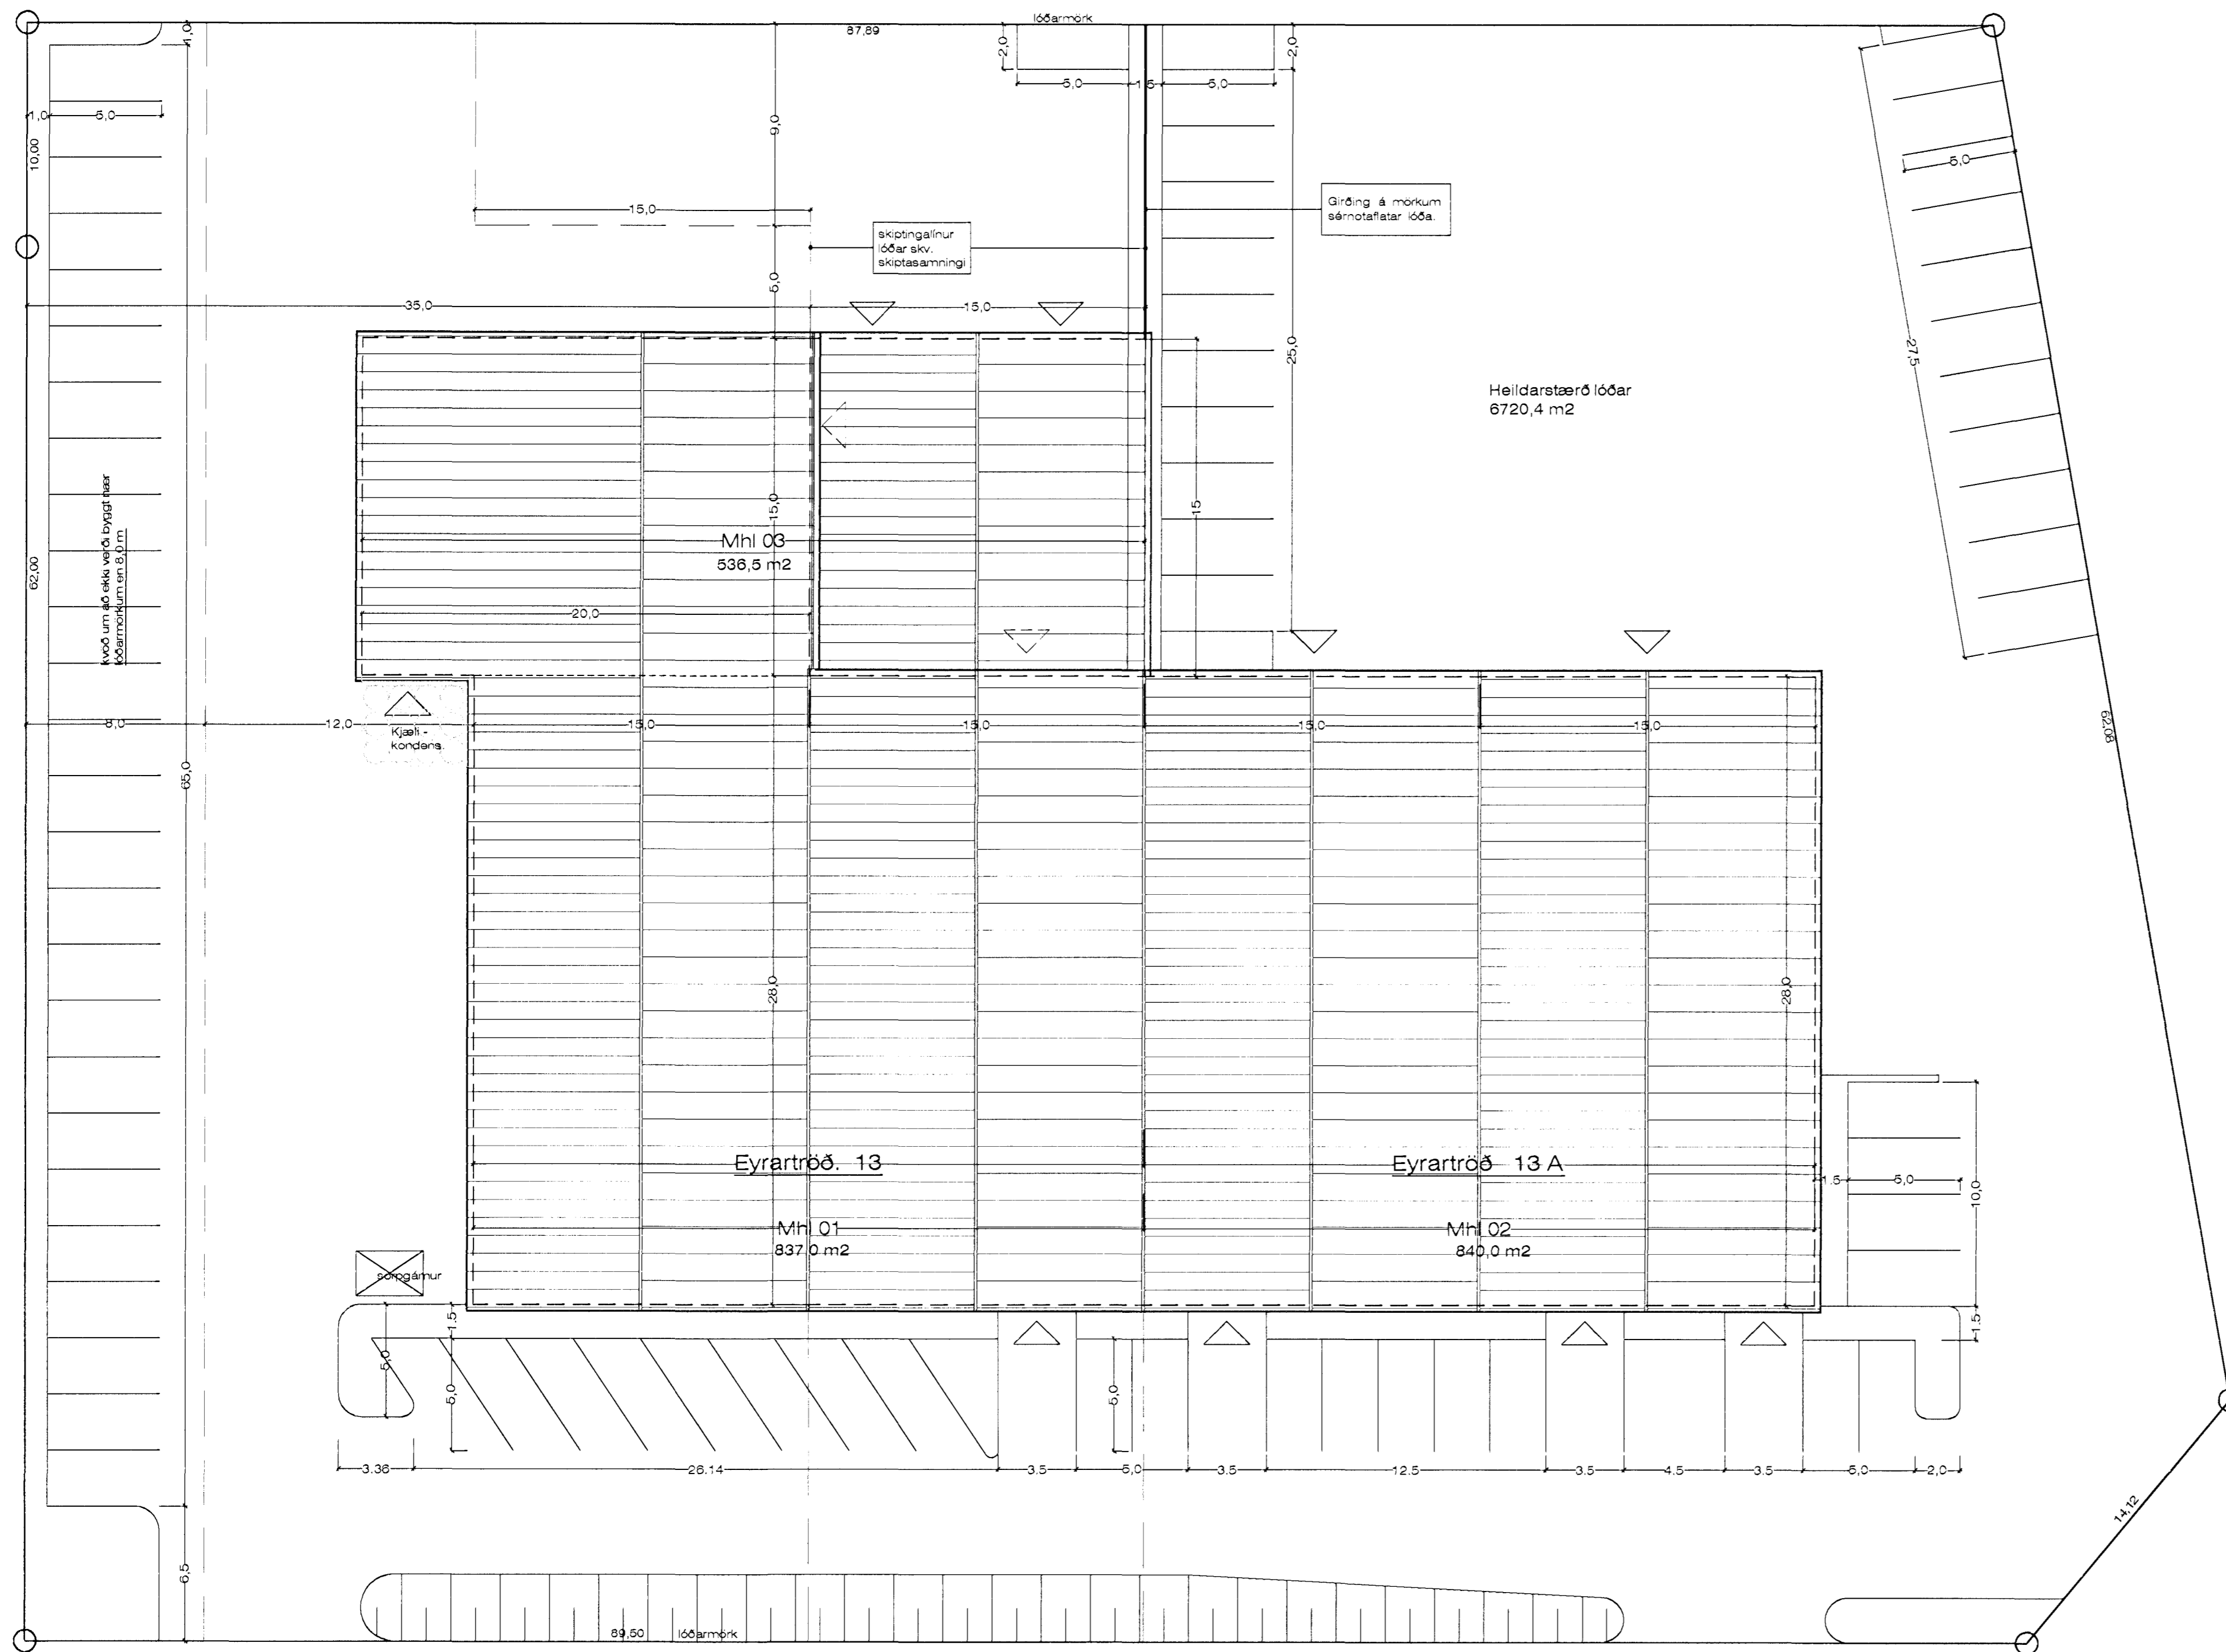 lóðarmörk
87,89
1,0
2,0
2,0
5,0
1,5
5,0
1,0
5,0
10,00
9,0
5,0
15,0
skiptingalínur
lóðar skv.
skiptasamningi
Girðing á mörkum
sérnotaflatar lóða.
35,0
15,0
25,0
27,5
Heildarstærð lóðar
6720,4 m2
15,0
15
Mhl 03
536,5 m2
20,0
62,00
kvöð um að ekki verði byggt nær
lóðarmörkum en 8,0 m
Kjæli -
kondens.
8,0
12,0
15,0
15,0
15,0
15,0
65,0
62,08
28,0
28,0
Eyrartröð. 13
Eyrartröð 13 A
Mhl 01
837,0 m2
Mhl 02
840,0 m2
1.5
5,0
10,0
1.5
sorpgámur
1.5
5,0
5,0
5,0
3.36
26.14
3.5
5,0
3.5
12.5
3.5
4.5
3.5
5,0
2,0
14,12
6,5
89,50
lóðarmörk